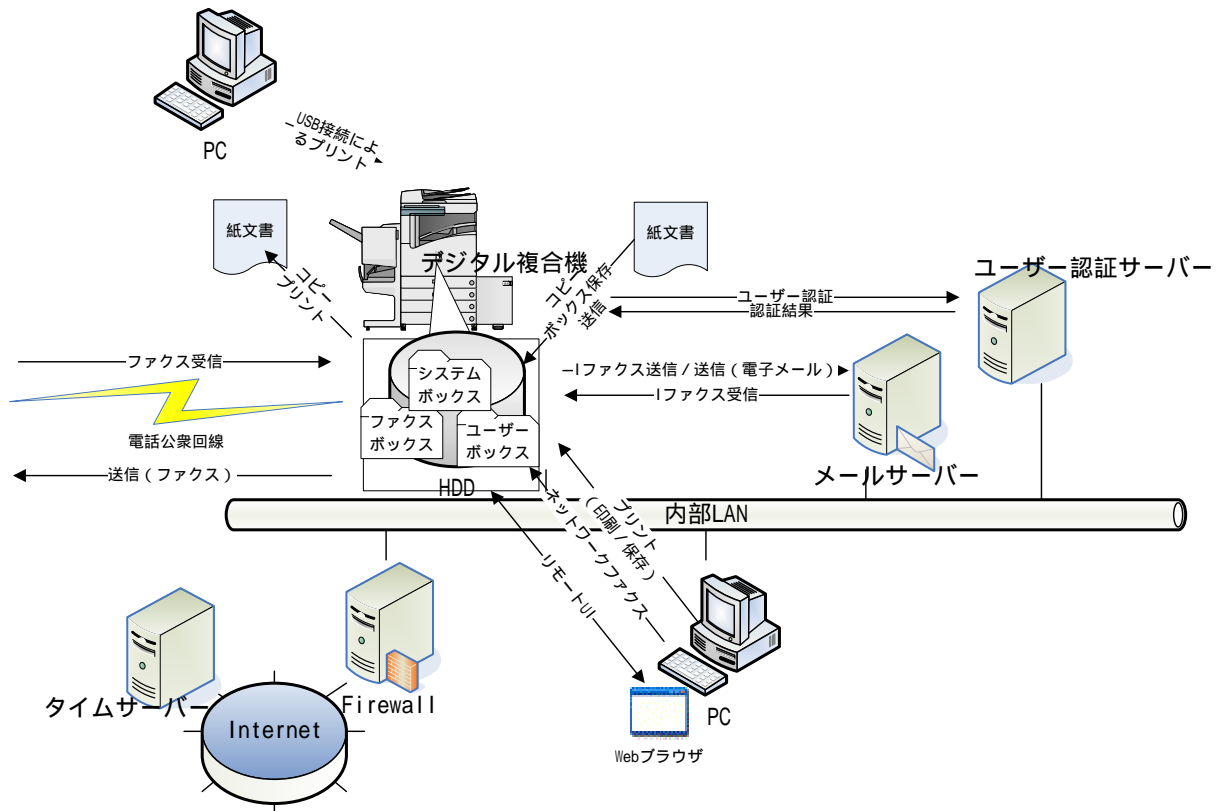 PC
USB接続によ
るプリント
紙文書
コピー
プリント
デジタル複合機
紙文書
コピー
ボックス保存
送信
ユーザー認証サーバー
ユーザー認証
認証結果
ファクス受信
電話公衆回線
送信(ファクス)
システム
ボックス
ファクス
ボックス
ユーザー
ボックス
HDD
Iファクス送信/送信(電子メール)
Iファクス受信
メールサーバー
内部LAN
プリント
(印刷/保存)
ネットワークファクス
リモートUI
タイムサーバー
Internet
Firewall
PC
Webブラウザ